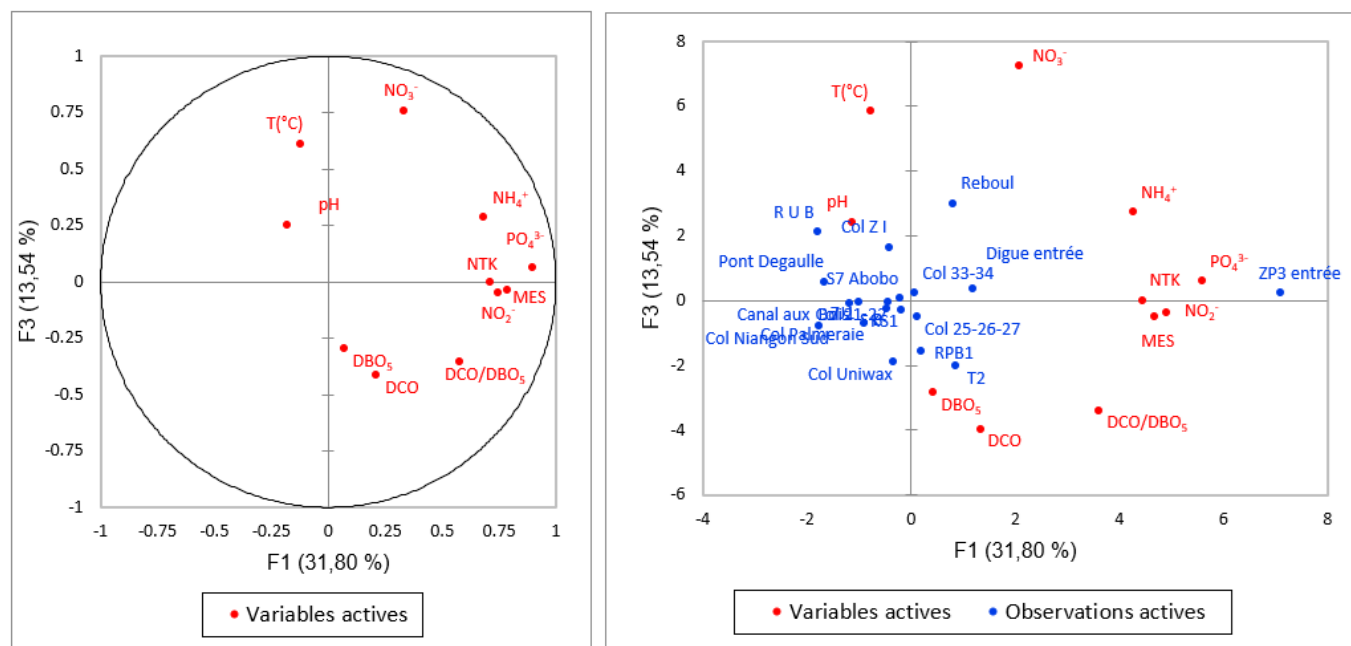 1
0.75
0.5
0.25
0
-0.25
-0.5
-0.75
-1
F3 (13,54 %)
NO₃⁻
T(°C)
NH₄⁺
pH
PO₄³⁻
NTK
MES
NO₂⁻
DBO₅
DCO
DCO/DBO₅
-1 -0.75 -0.5 -0.25 0 0.25 0.5 0.75 1
F1 (31,80 %)
Variables actives
8
6
4
2
0
-2
-4
-6
F3 (13,54 %)
NO₃⁻
T(°C)
Reboul
pH
NH₄⁺
R U B
Col Z I
Digue entrée
Pont Degaulle
PO₄³⁻
ZP3 entrée
S7 Abobo
Col 33-34
NTK
Canal aux
NO₂⁻
Col Palmeraie
Col 25-26-27
Col Niangon Sud
MES
RPB1
Col Uniwax
T2
DBO₅
DCO/DBO₅
DCO
-4 -2 0 2 4 6 8
F1 (31,80 %)
Variables actives
Observations actives